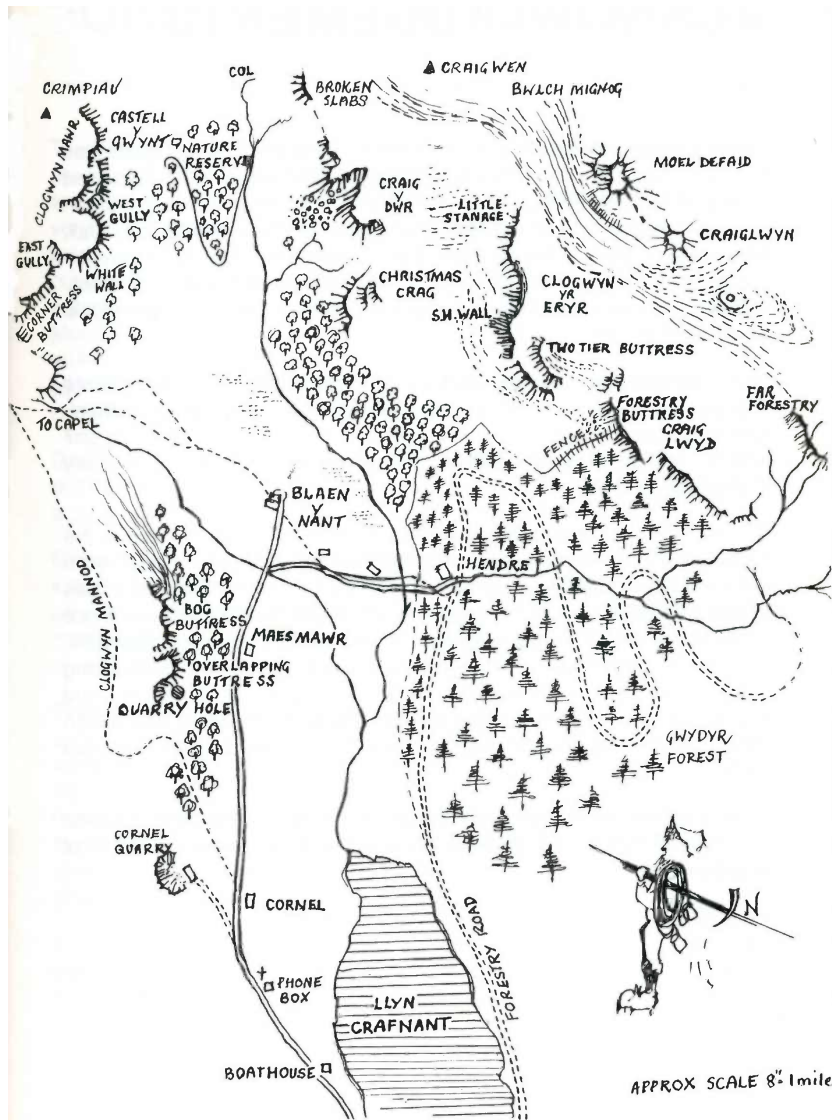 COL
CRAIGWEN
CRIMPIAU
BROKEN
SLABS
BWLCH MIGNOG
CASTELL
Y
GWYNT
NATURE
RESERV
MOEL DEFAID
CLOGWYN MAWR
CRAIG
Y
DWR
WEST
GULLY
LITTLE
STANAGE
CRAIGLWYN
EAST
GULLY
WHITE
WALL
CHRISTMAS
CRAG
CLOGWYN
YR
ERYR
E CORNER
BUTTRESS
S.W. WALL
TWO TIER BUTTRESS
FORESTRY
BUTTRESS
CRAIG
LWYD
FAR
FORESTRY
TO CAPEL
FENCE
BLAEN
Y
NANT
HENDRE
CLOGWYN MANNOD
BOG
BUTTRESS
MAES MAWR
OVERLAPPING
BUTTRESS
QUARRY HOLE
GWYDYR
FOREST
CORNEL
QUARRY
CORNEL
N
FORESTRY ROAD
PHONE
BOX
LLYN
CRAFNANT
BOATHOUSE
APPROX SCALE 8"= 1mile